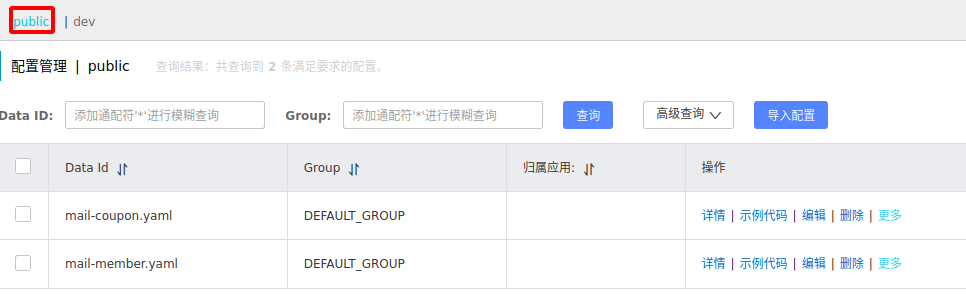 public | dev
配置管理 | public 查询结果：共查询到 2 条满足要求的配置。
Data ID: 添加通配符'*'进行模糊查询 Group: 添加通配符'*'进行模糊查询 查询 高级查询 导入配置
Data Id Group 归属应用: 操作
mail-coupon.yaml DEFAULT_GROUP 详情 | 示例代码 | 编辑 | 删除 | 更多
mail-member.yaml DEFAULT_GROUP 详情 | 示例代码 | 编辑 | 删除 | 更多